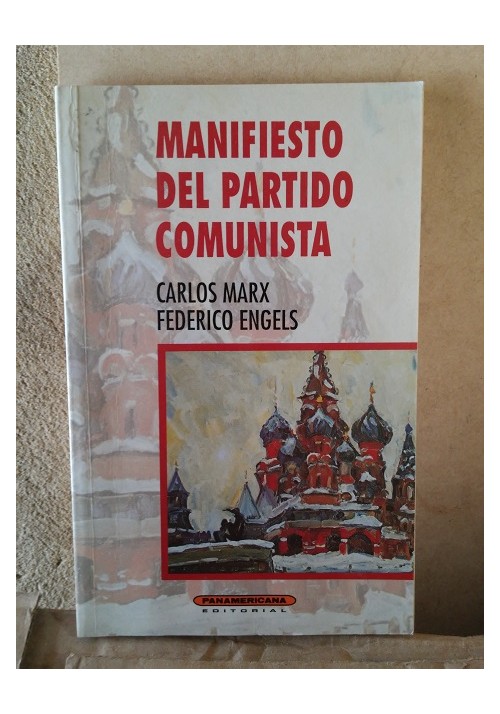 MANIFIESTO
DEL PARTIDO
COMUNISTA
CARLOS MARX
FEDERICO ENGELS
PANAMERICANA
EDITORIAL